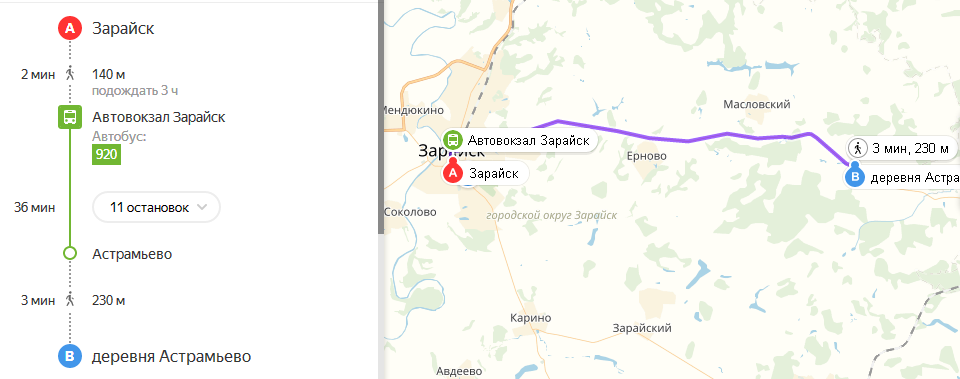 A
Зарайск
2 мин
140 м
подождать 3 ч
Автовокзал Зарайск
Автобус:
920
36 мин
11 остановок
Астрамьево
3 мин
230 м
B
деревня Астрамьево
Мендюкино
Масловский
Автовокзал Зарайск
3 мин, 230 м
Зарайск
Ерново
A
Зарайск
B
деревня Астра
Соколово
городской округ Зарайск
Карино
Зарайский
Авдеево